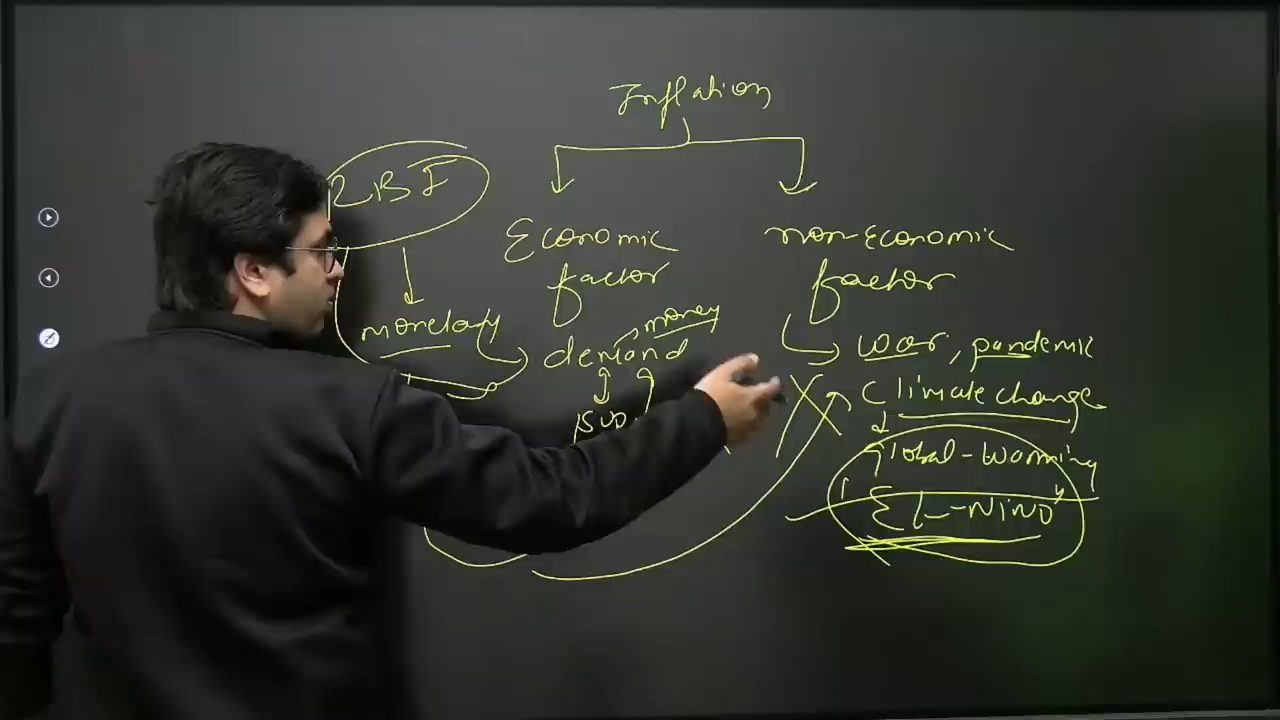 Inflation
RBI
Economic
factor
non-Economic
factor
monetary
money
demand
war, pandemic
Climate change
Global-warming
EL-NiNO